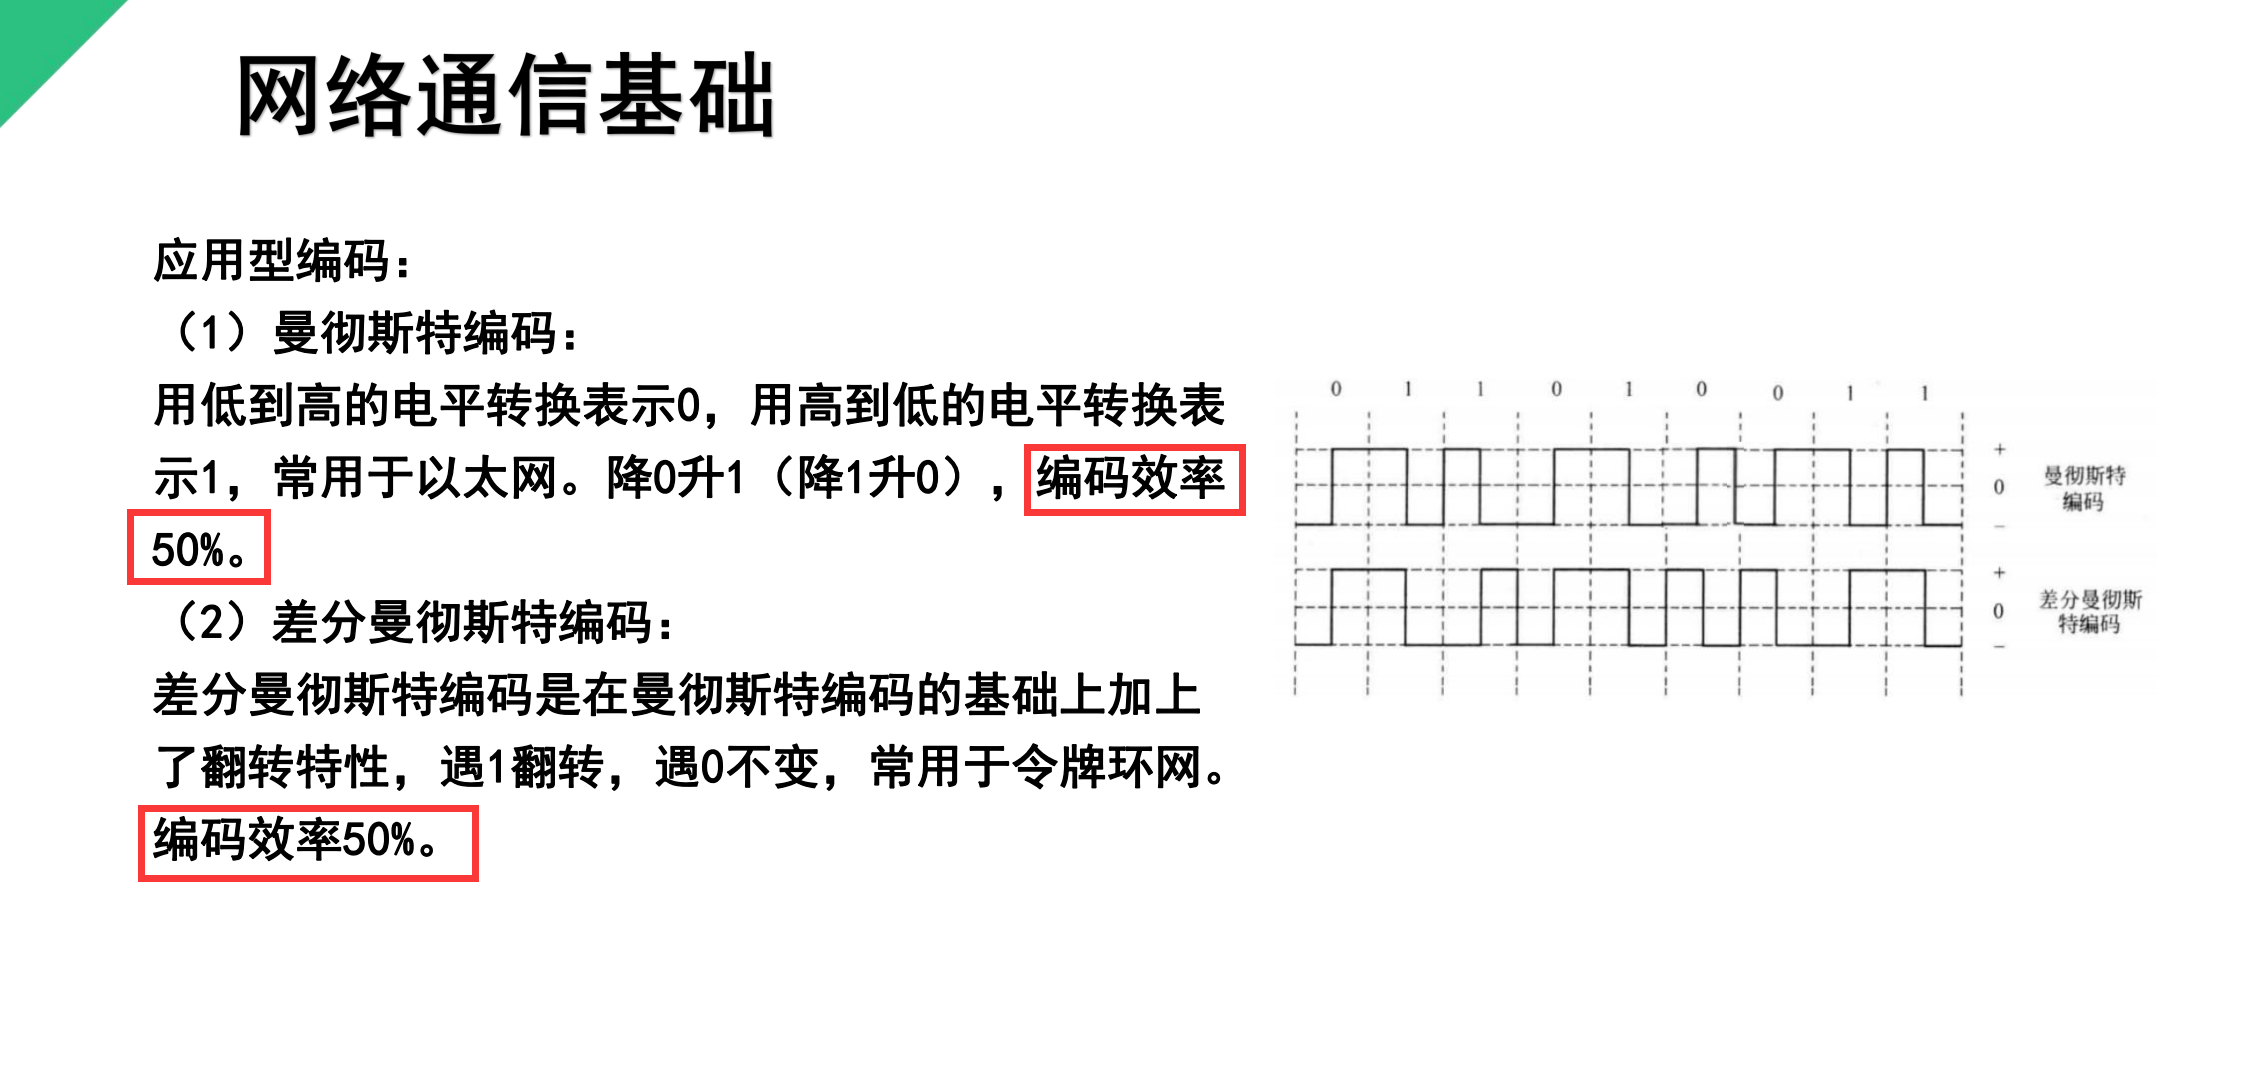 网络通信基础
应用型编码：
（1）曼彻斯特编码：
用低到高的电平转换表示0，用高到低的电平转换表
示1，常用于以太网。降0升1（降1升0），编码效率
50%。
（2）差分曼彻斯特编码：
差分曼彻斯特编码是在曼彻斯特编码的基础上加上
了翻转特性，遇1翻转，遇0不变，常用于令牌环网。
编码效率50%。
0 1 1 0 1 0 0 1 1
+
0
−
曼彻斯特
编码
+
0
−
差分曼彻斯
特编码